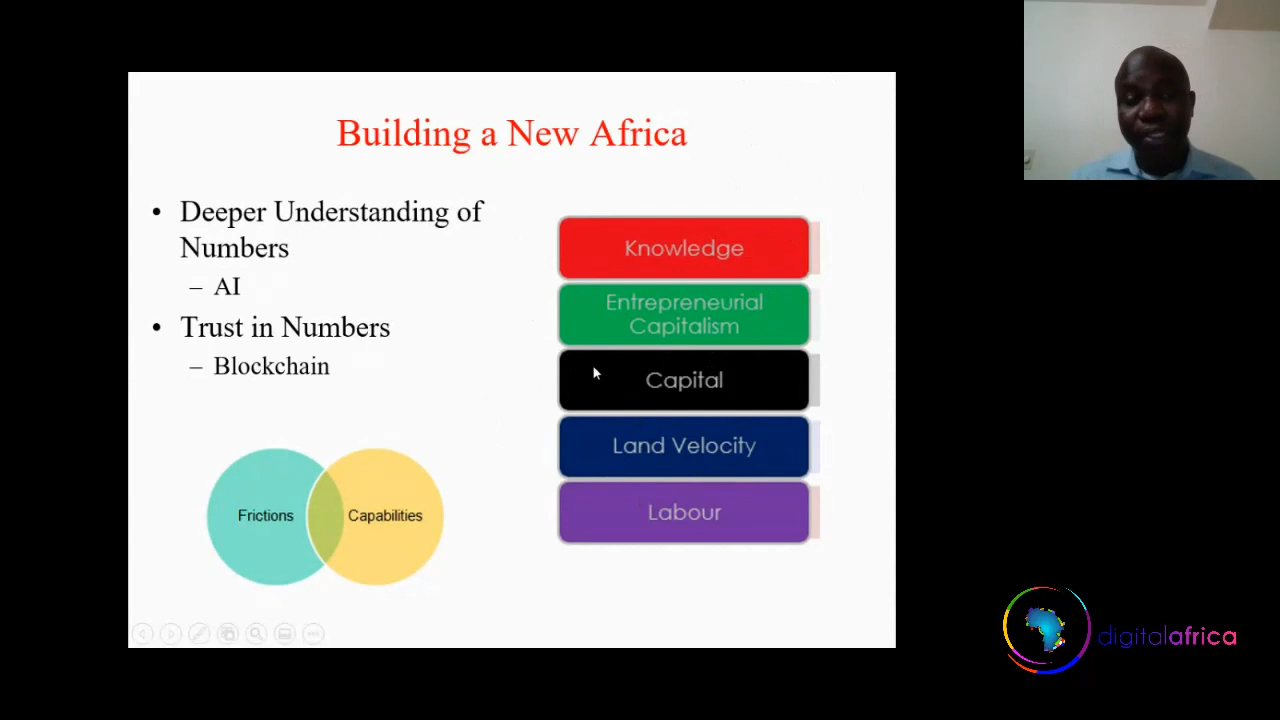 Building a New Africa
• Deeper Understanding of
Numbers
– AI
• Trust in Numbers
– Blockchain
Frictions
Capabilities
Knowledge
Entrepreneurial
Capitalism
Capital
Land Velocity
Labour
digitalafrica